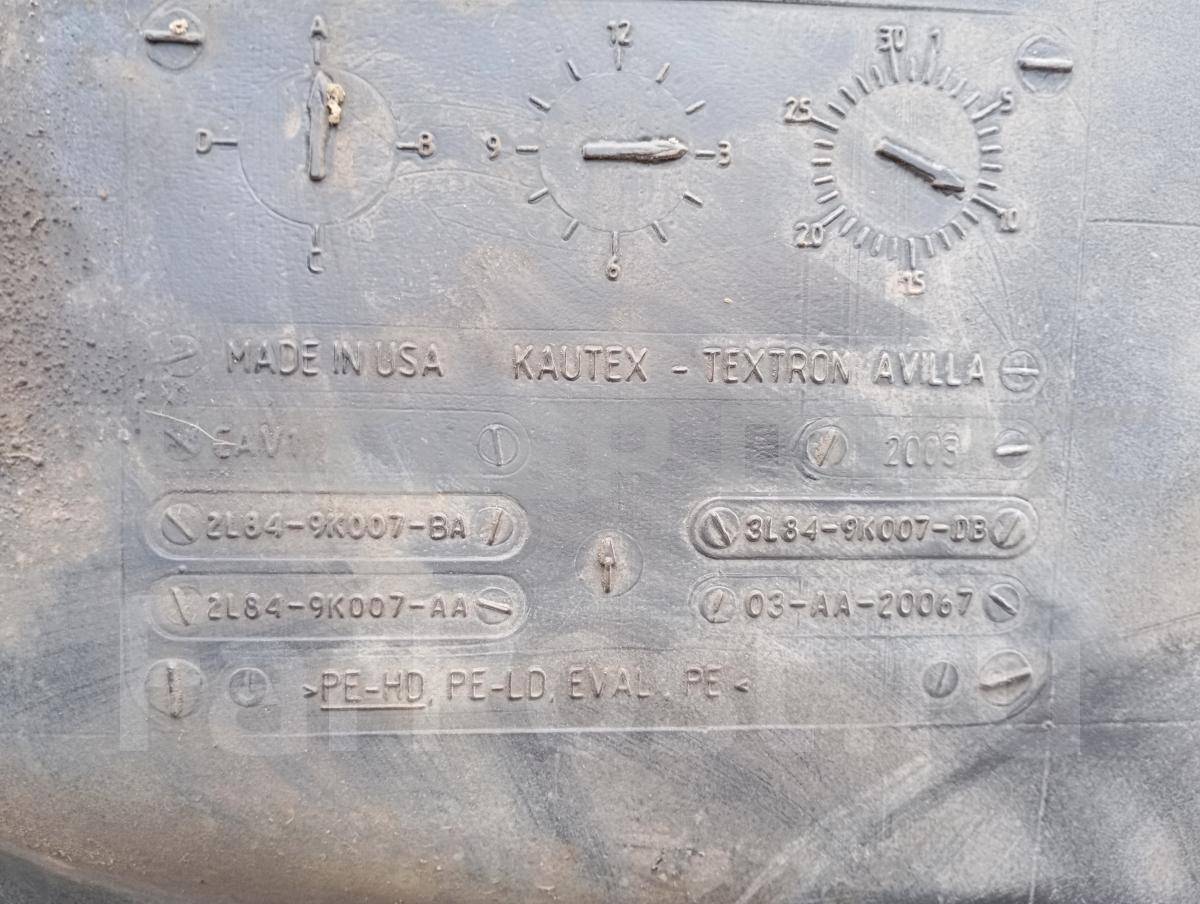 A
B
C
D
12
3
6
9
30 1
5
10
15
20
25
MADE IN USA KAUTEX - TEXTRON AVILLA
CAV1
2003
2L84-9K007-BA
3L84-9K007-DB
2L84-9K007-AA
03-AA-20067
>PE-HD, PE-LD, EVAL, PE<